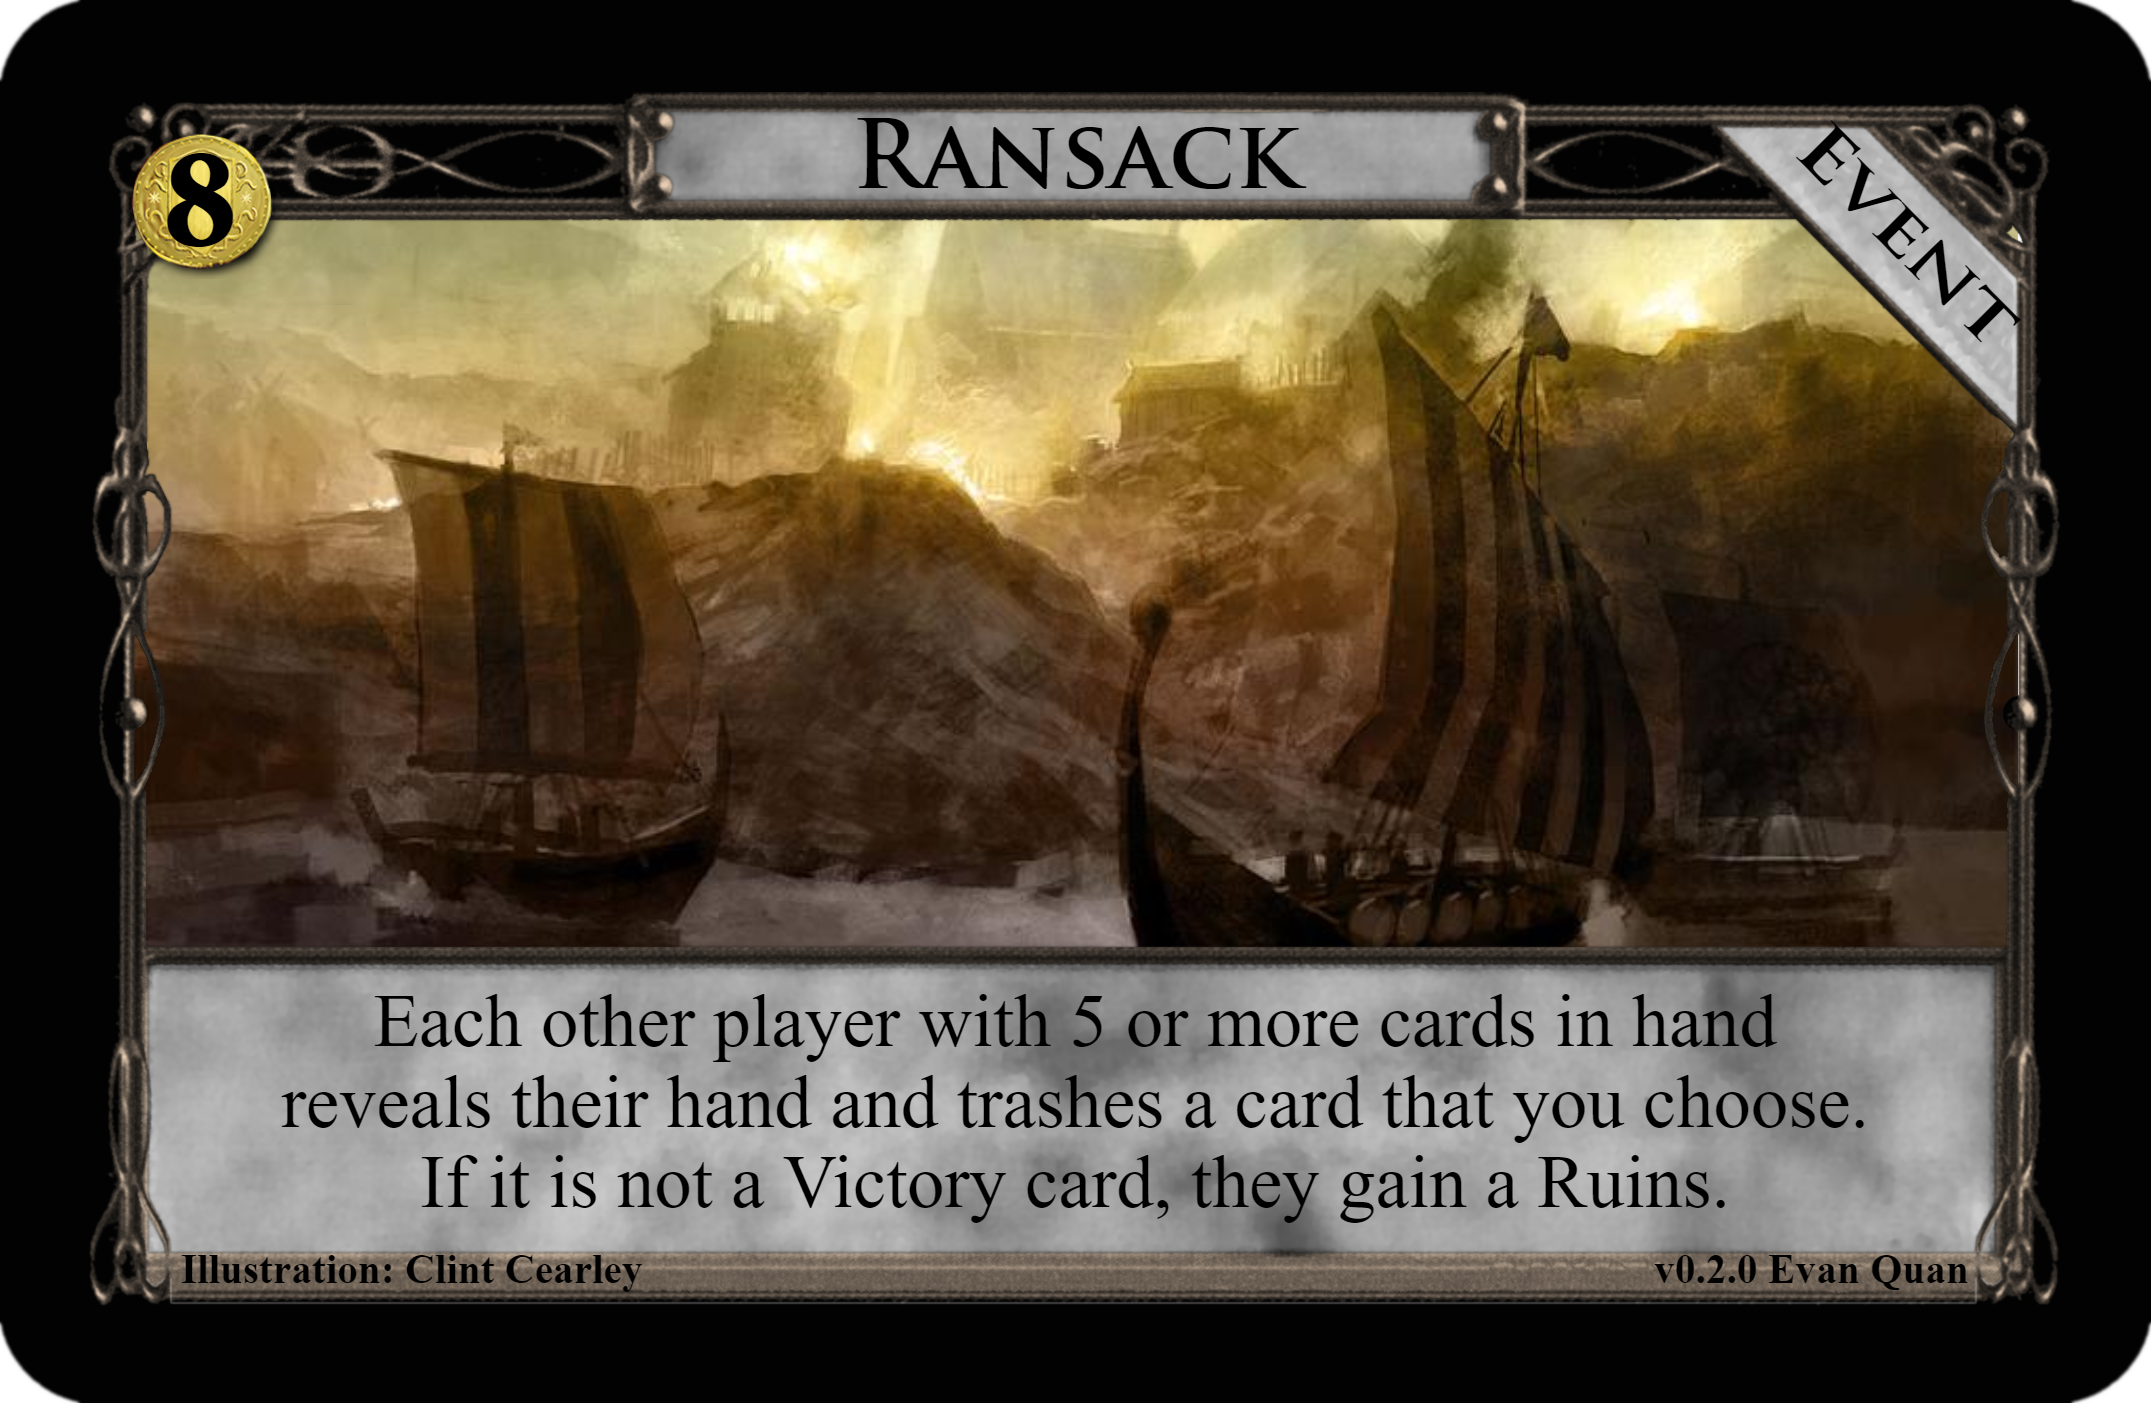 8
Ransack
Event
Each other player with 5 or more cards in hand
reveals their hand and trashes a card that you choose.
If it is not a Victory card, they gain a Ruins.
Illustration: Clint Cearley
v0.2.0 Evan Quan